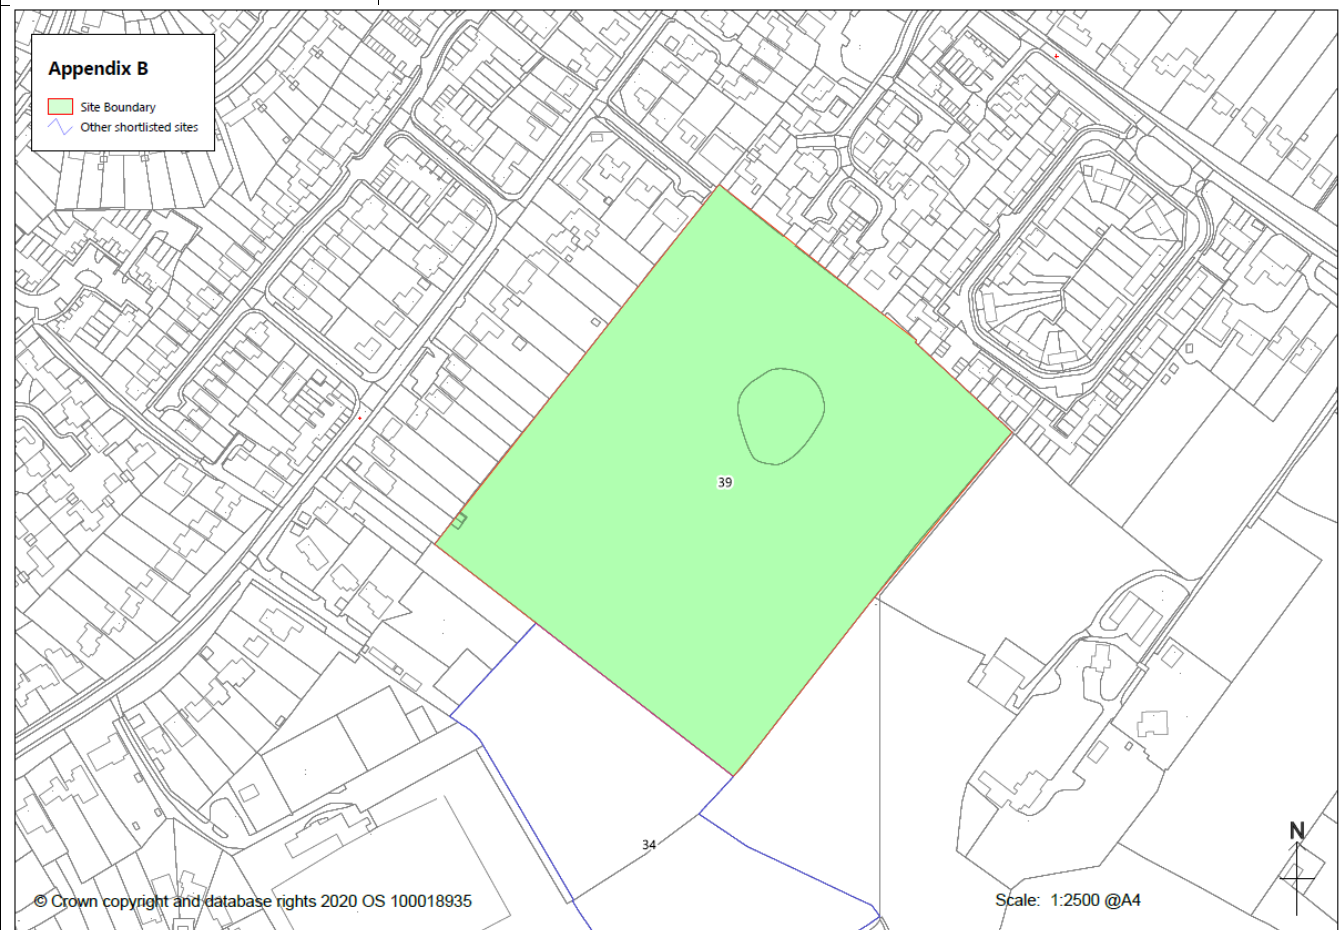 Appendix B
Site Boundary
Other shortlisted sites
39
34
N
© Crown copyright and database rights 2020 OS 100018935
Scale: 1:2500 @A4